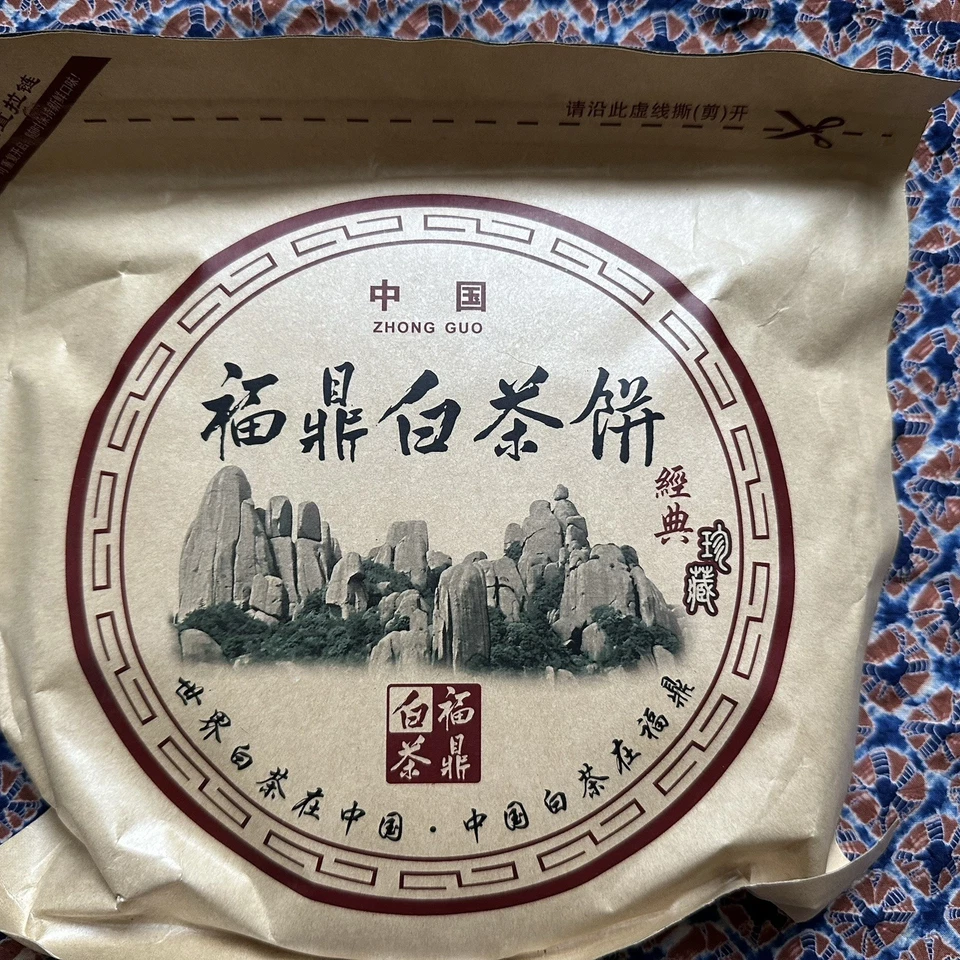 拉链
请沿此虚线撕(剪)开
中国
ZHONG GUO
福鼎白茶饼
經典
珍藏
福鼎
白茶
世界白茶在中国·中国白茶在福鼎